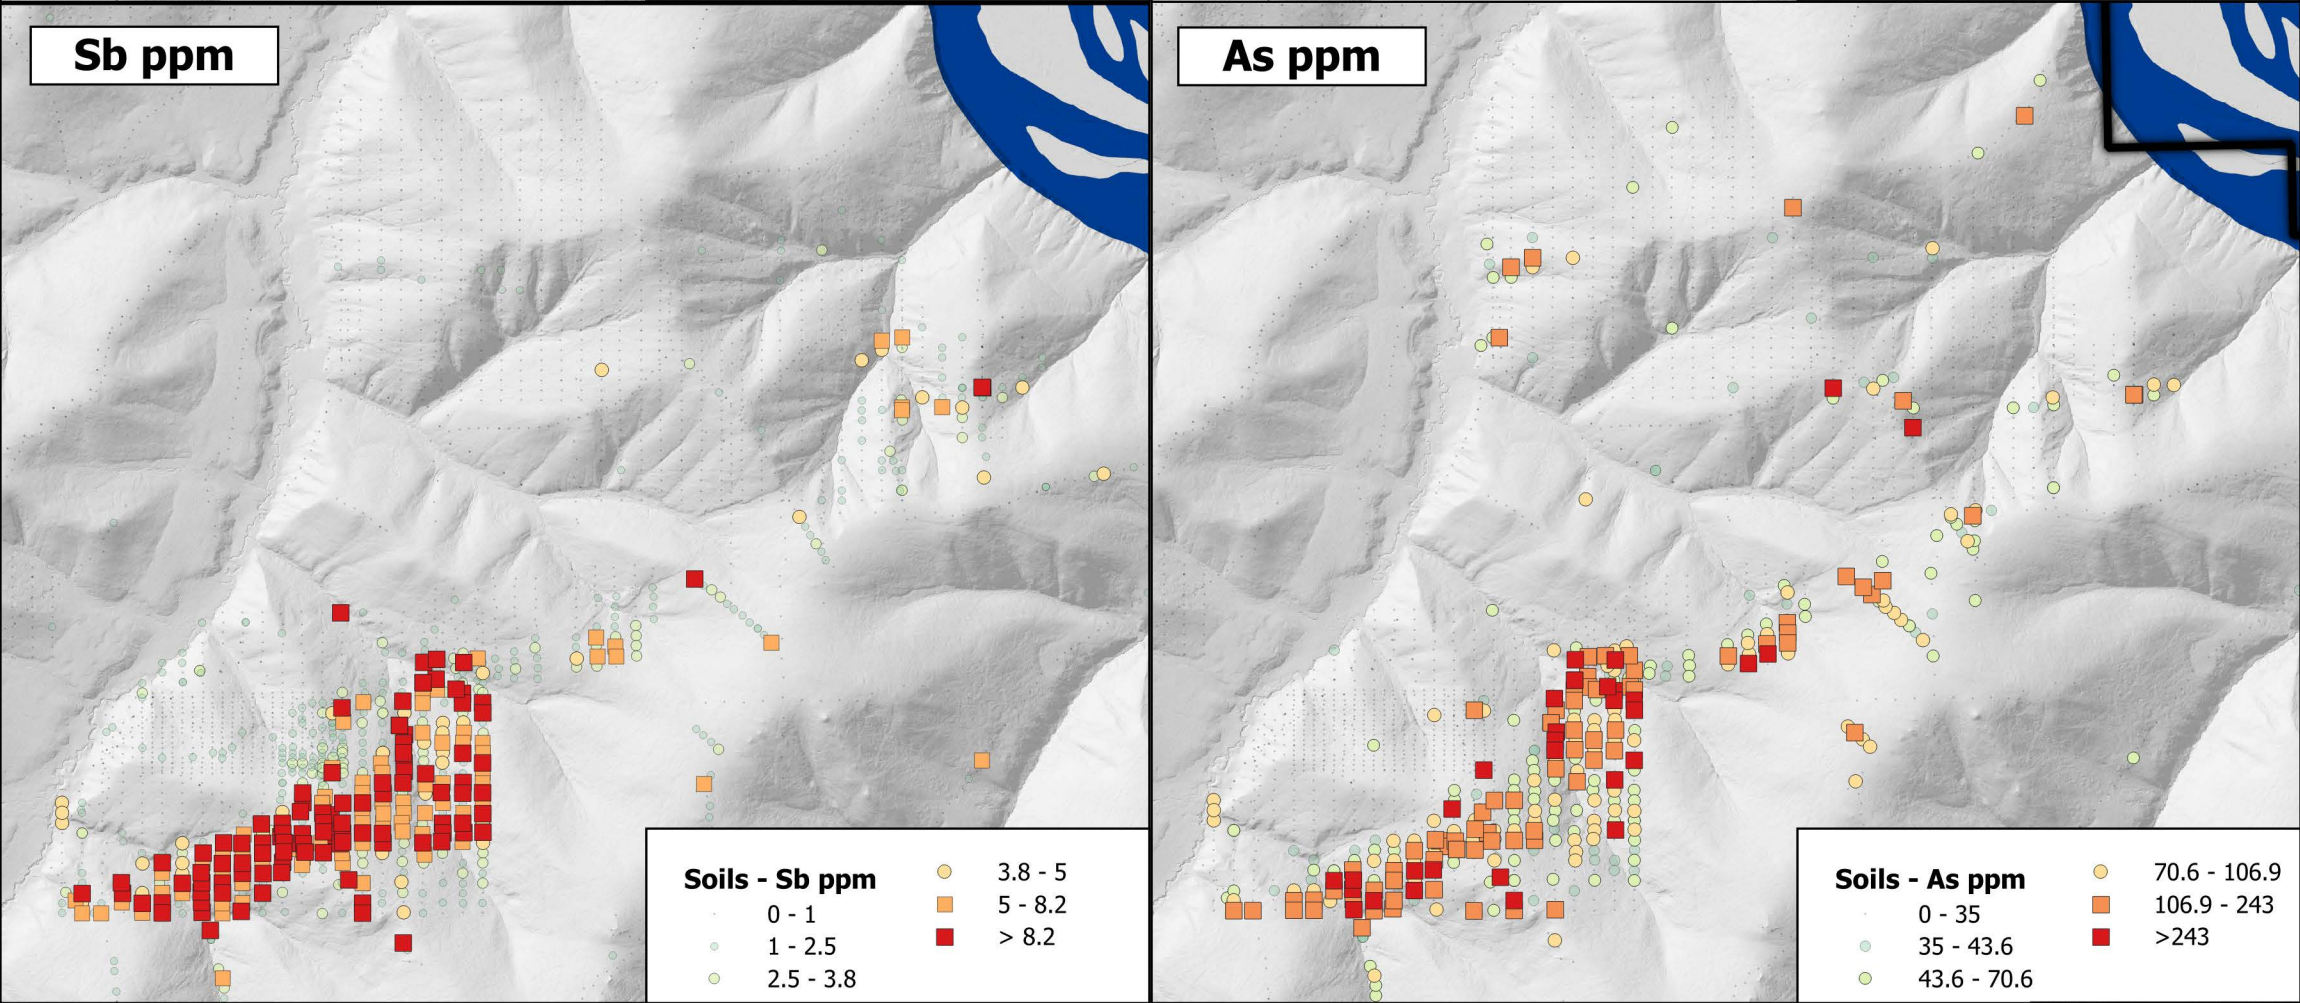 Sb ppm
Soils - Sb ppm
0 - 1
1 - 2.5
2.5 - 3.8
3.8 - 5
5 - 8.2
> 8.2
As ppm
Soils - As ppm
0 - 35
35 - 43.6
43.6 - 70.6
70.6 - 106.9
106.9 - 243
>243